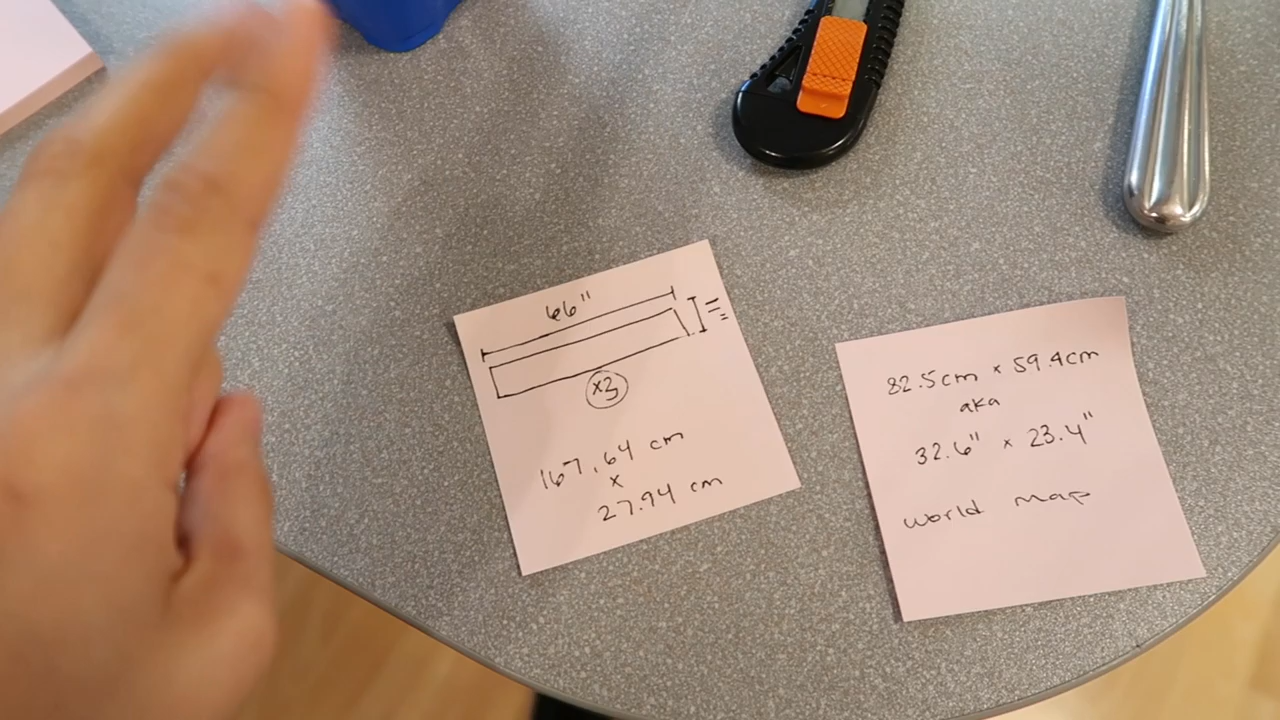 66"
11"
x3
167.64 cm
x
27.94 cm
82.5cm x 59.4cm
aka
32.6" x 23.4"
world map